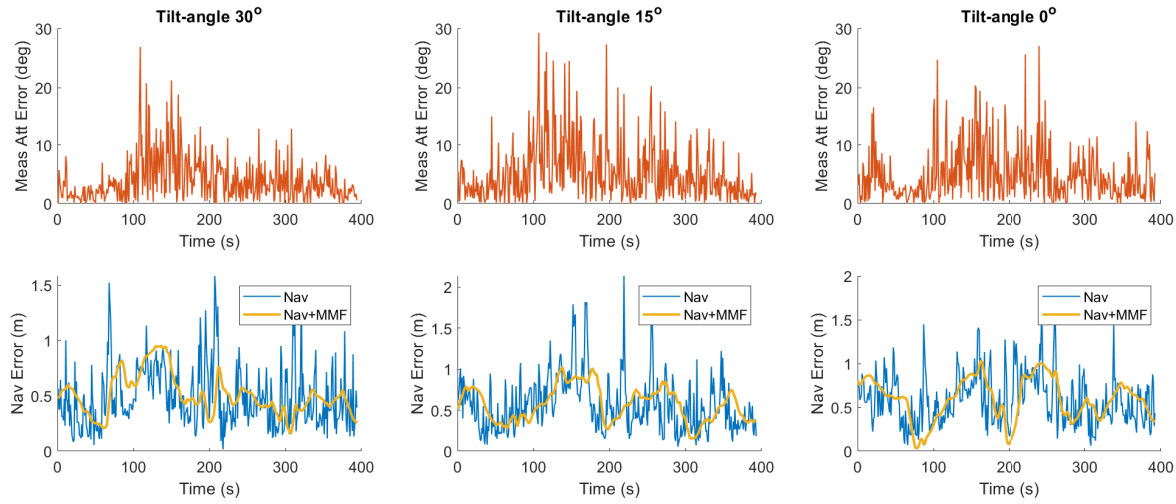 Tilt-angle 30°
Tilt-angle 15°
Tilt-angle 0°
Meas Att Error (deg)
30
20
10
0
0 100 200 300 400
Time (s)
Meas Att Error (deg)
30
20
10
0
0 100 200 300 400
Time (s)
Meas Att Error (deg)
30
20
10
0
0 100 200 300 400
Time (s)
Nav Error (m)
1.5
1
0.5
0
Nav
Nav+MMF
0 100 200 300 400
Time (s)
Nav Error (m)
2
1.5
1
0.5
0
Nav
Nav+MMF
0 100 200 300 400
Time (s)
Nav Error (m)
2
1.5
1
0.5
0
Nav
Nav+MMF
0 100 200 300 400
Time (s)